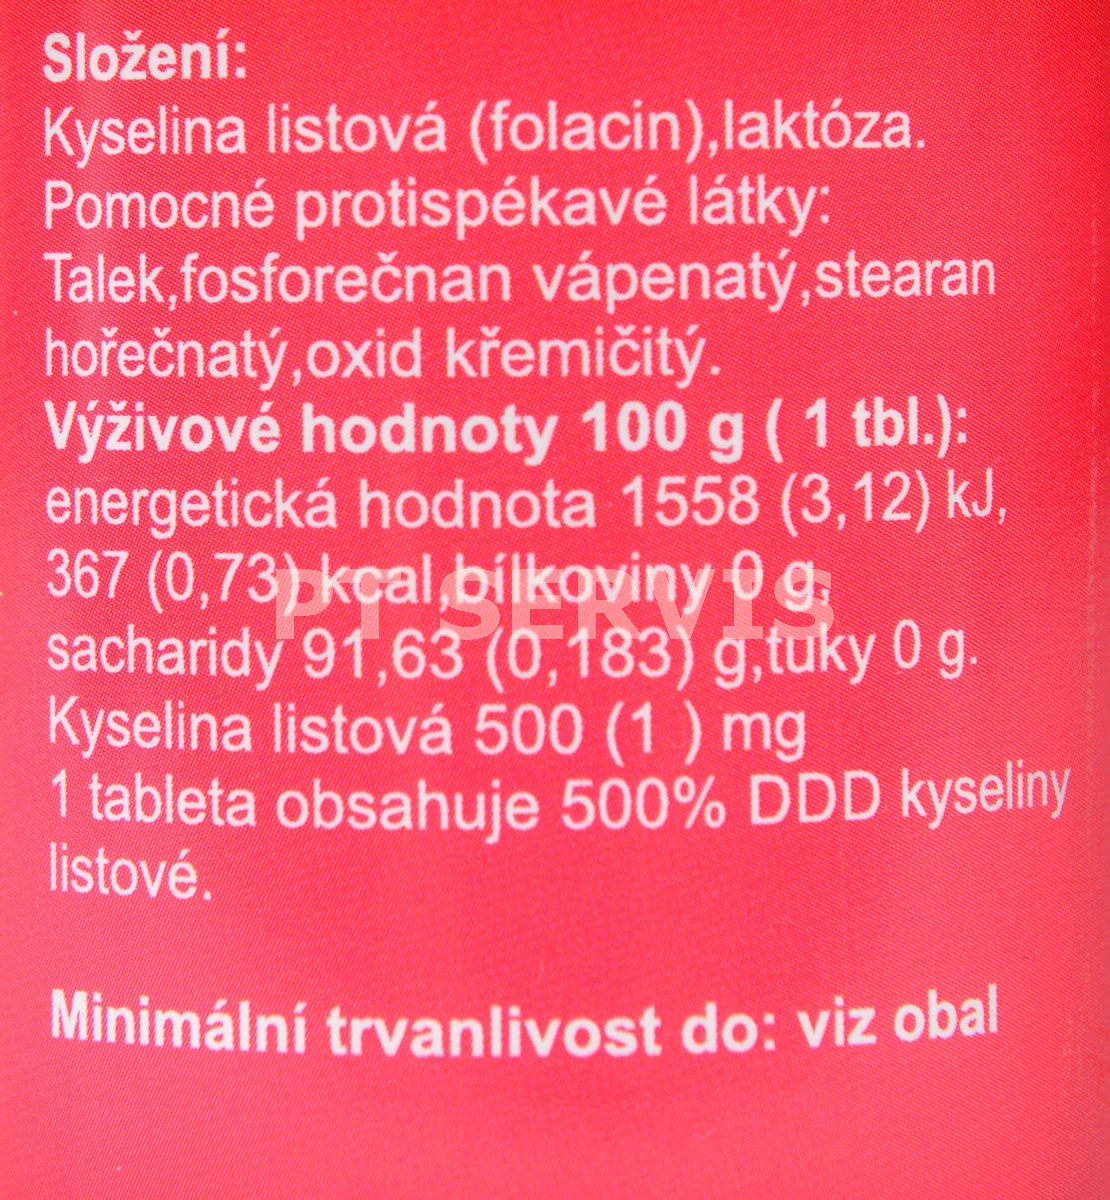 Složení:
Kyselina listová (folacin),laktóza.
Pomocné protispékavé látky:
Talek,fosforečnan vápenatý,stearan
hořečnatý,oxid křemičitý.
Výživové hodnoty 100 g ( 1 tbl.):
energetická hodnota 1558 (3,12) kJ,
367 (0,73) kcal,bílkoviny 0 g,
PT SERVIS
sacharidy 91,63 (0,183) g,tuky 0 g.
Kyselina listová 500 (1 ) mg
1 tableta obsahuje 500% DDD kyseliny
listové.
Minimální trvanlivost do: viz obal